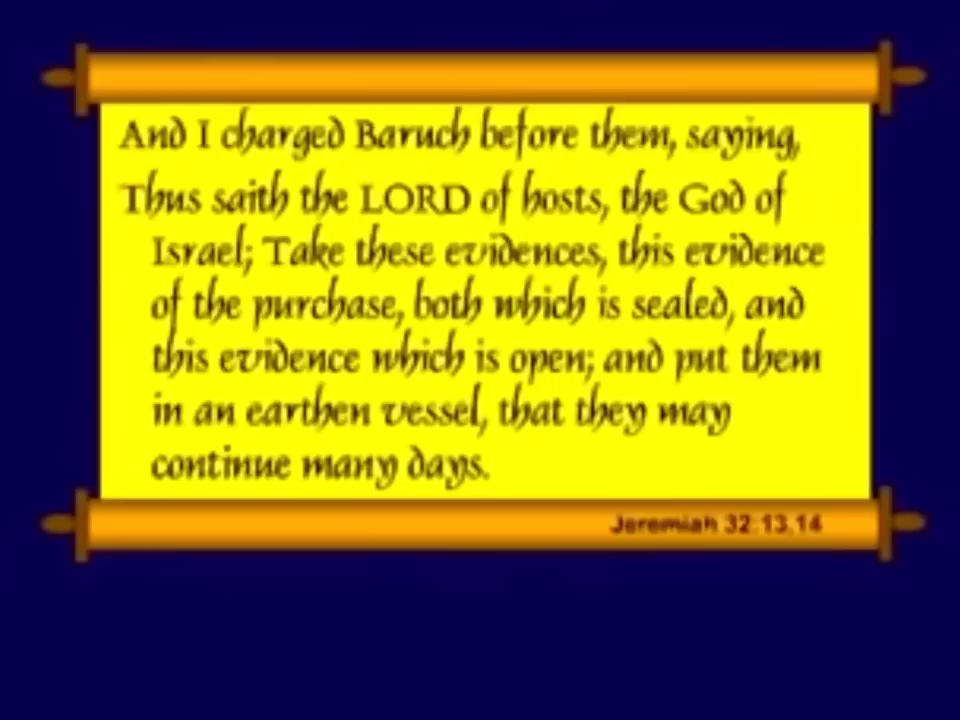 And I charged Baruch before them, saying,
Thus saith the LORD of hosts, the God of
Israel; Take these evidences, this evidence
of the purchase, both which is sealed, and
this evidence which is open; and put them
in an earthen vessel, that they may
continue many days.
Jeremiah 32:13,14